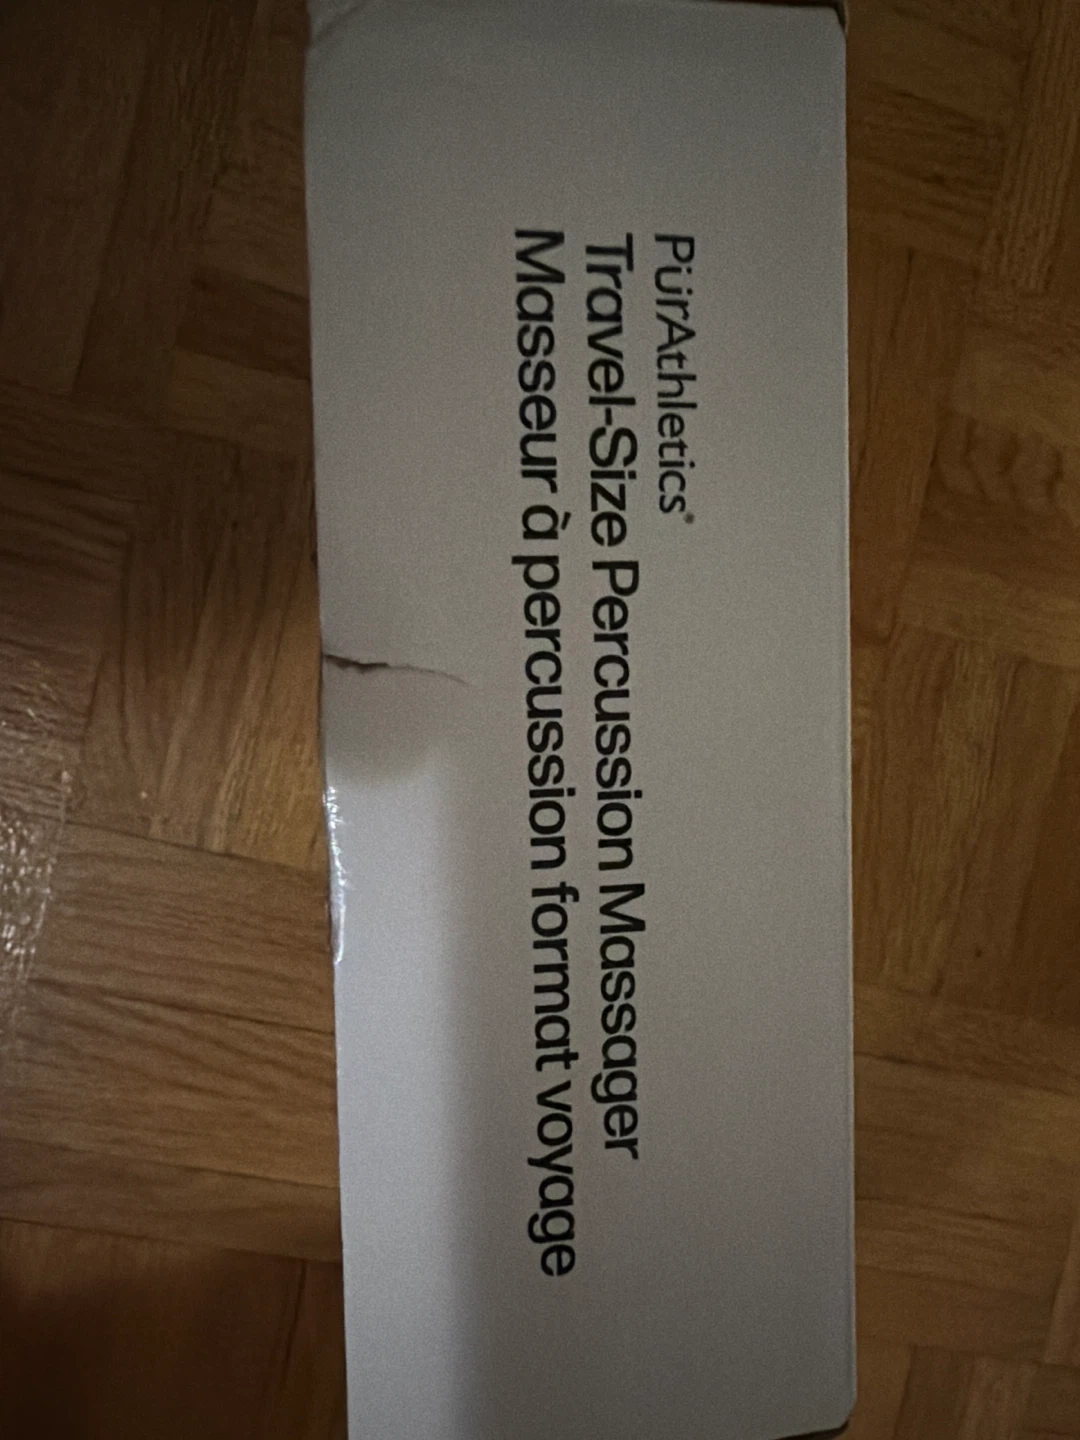 PürAthletics®
Travel-Size Percussion Massager
Masseur à percussion format voyage